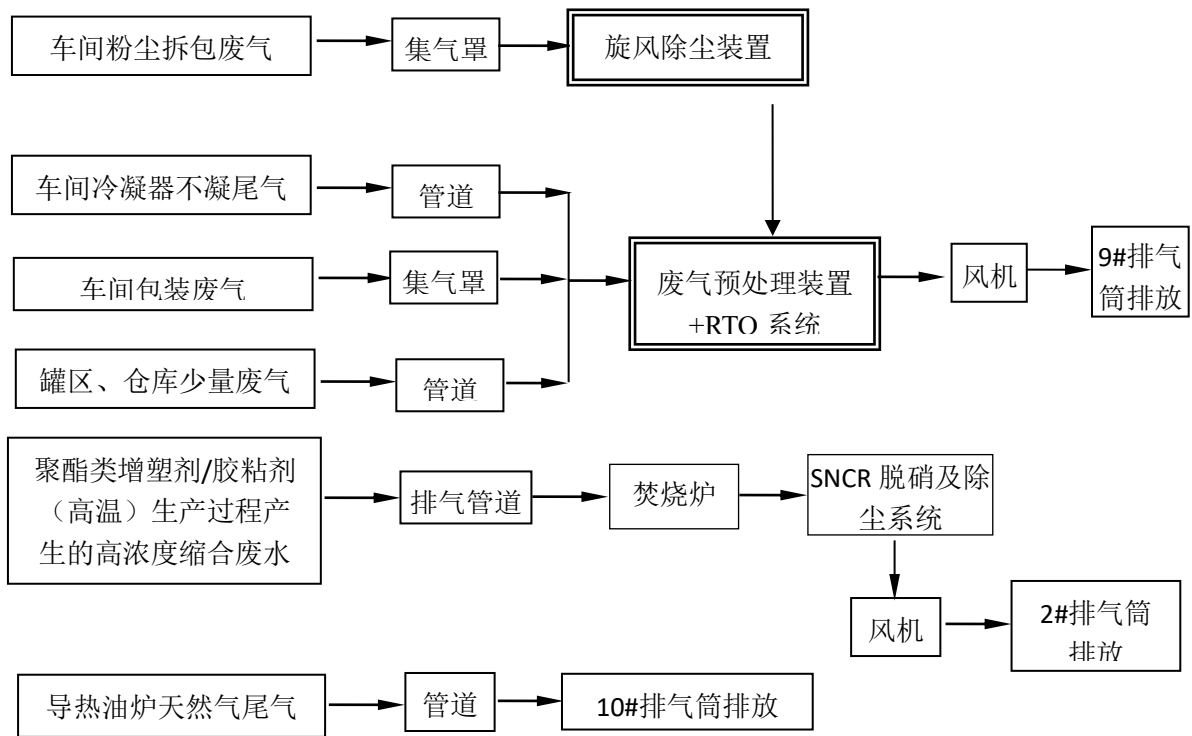 车间粉尘拆包废气
集气罩
旋风除尘装置
车间冷凝器不凝尾气
管道
车间包装废气
集气罩
罐区、仓库少量废气
管道
废气预处理装置
+RTO 系统
风机
9#排气
筒排放
聚酯类增塑剂/胶粘剂
（高温）生产过程产
生的高浓度缩合废水
排气管道
焚烧炉
SNCR 脱硝及除
尘系统
风机
2#排气筒
排放
导热油炉天然气尾气
管道
10#排气筒排放